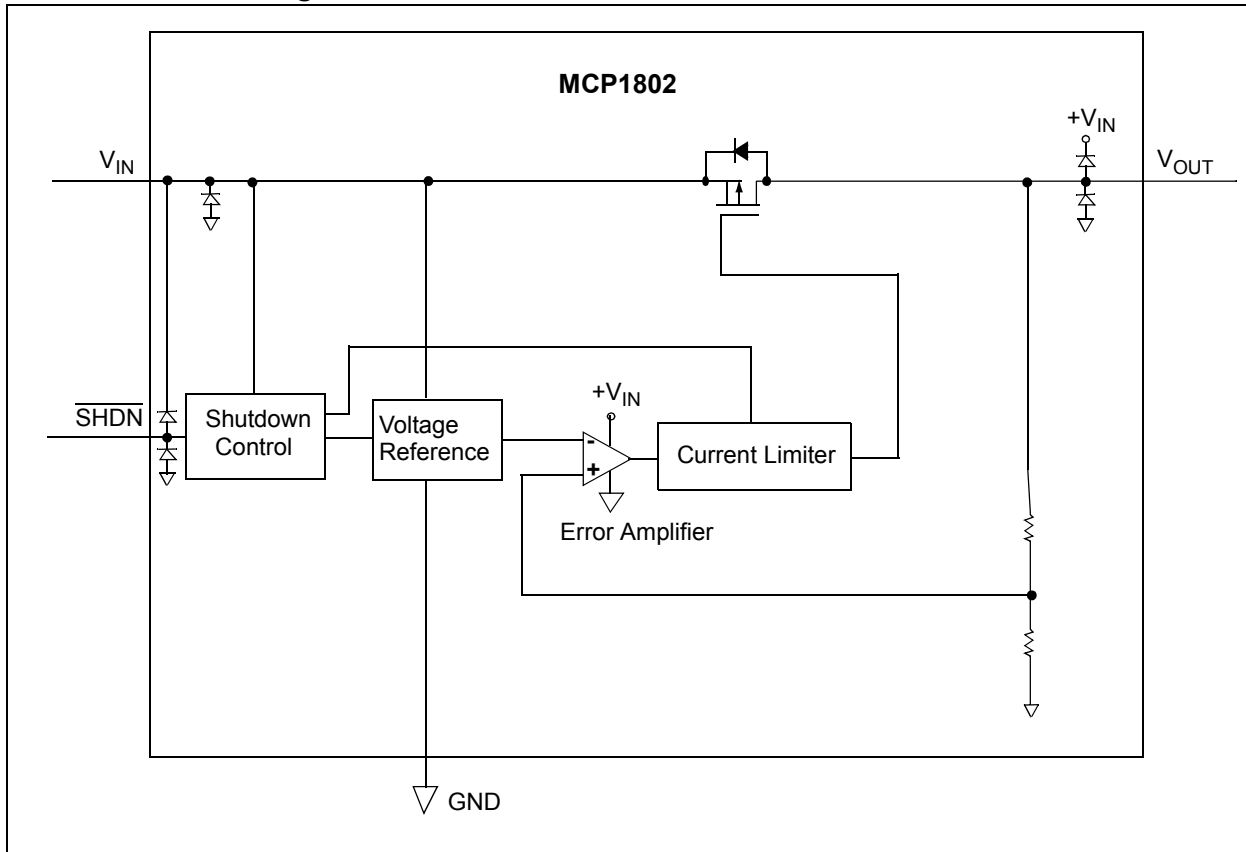 MCP1802
+VIN
VIN
VOUT
SHDN
Shutdown
Control
Voltage
Reference
+VIN
-
+
Current Limiter
Error Amplifier
GND